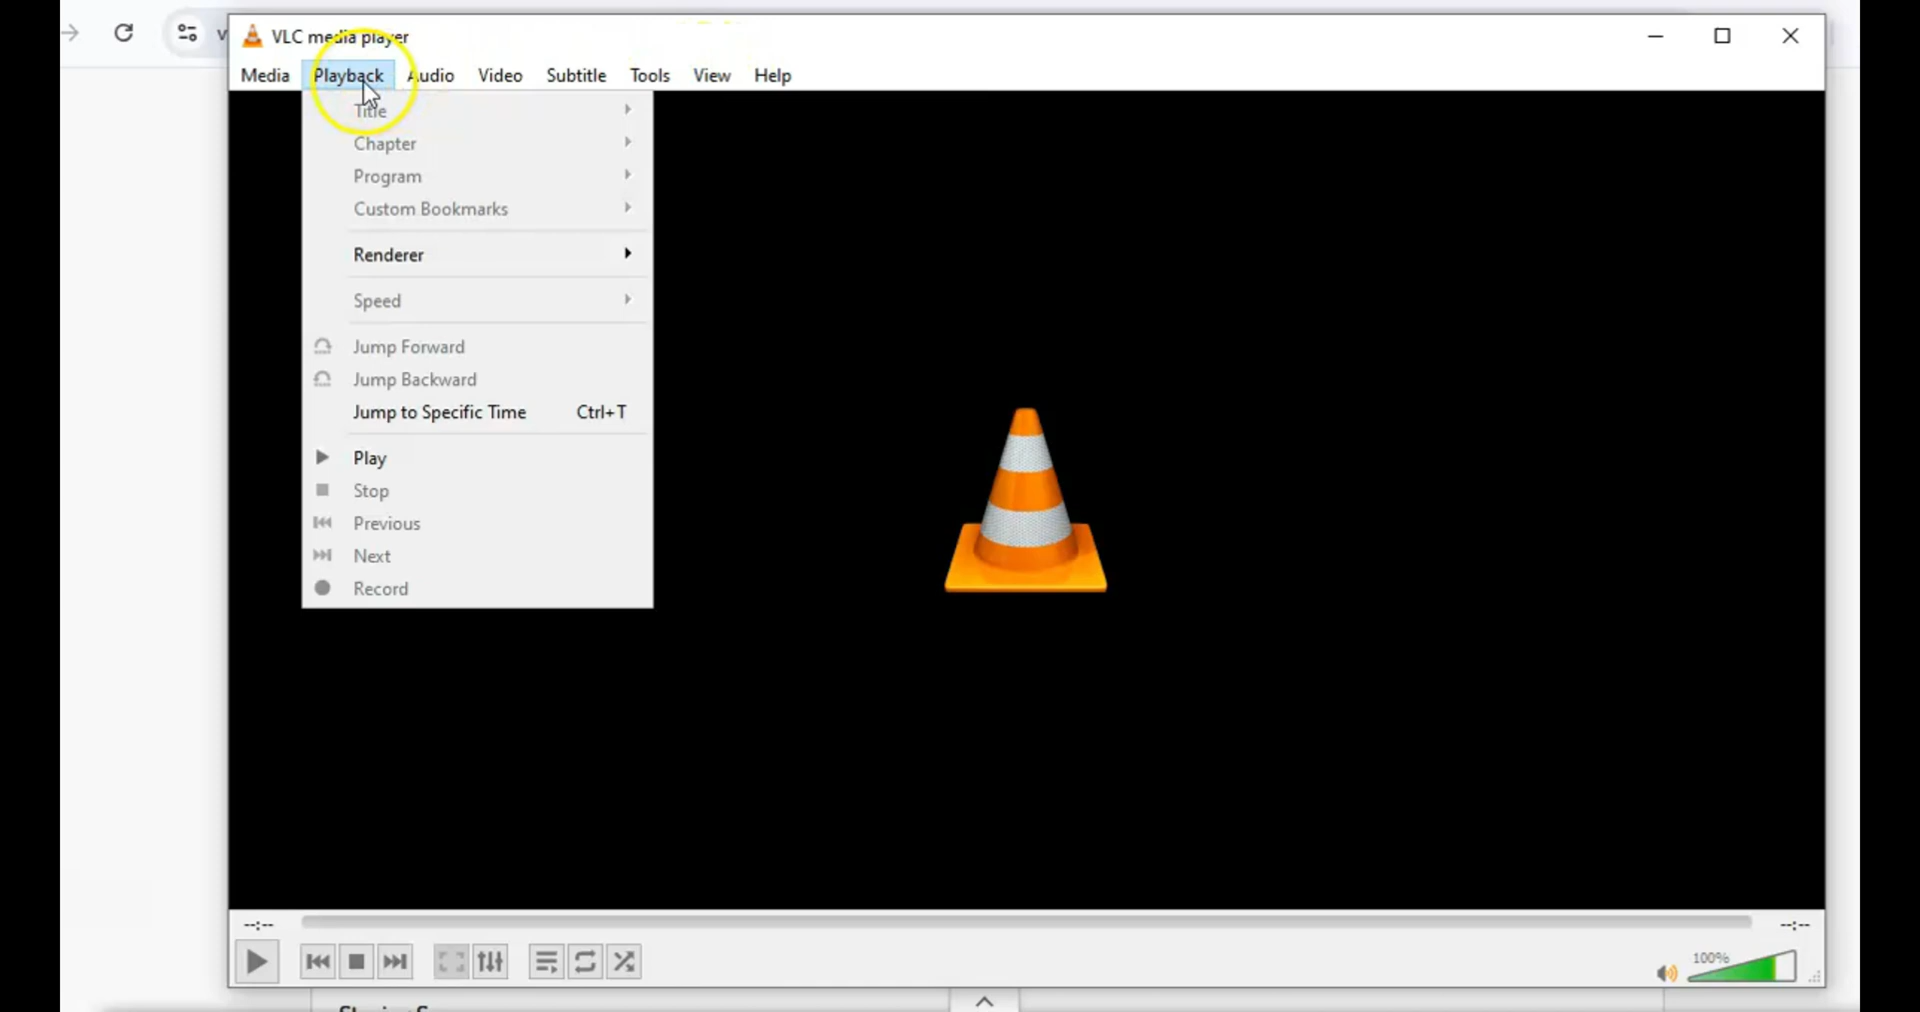 VLC media player
Media Playback Audio Video Subtitle Tools View Help
Title
Chapter
Program
Custom Bookmarks
Renderer
Speed
Jump Forward
Jump Backward
Jump to Specific Time Ctrl+T
Play
Stop
Previous
Next
Record
--:-- --:--
100%